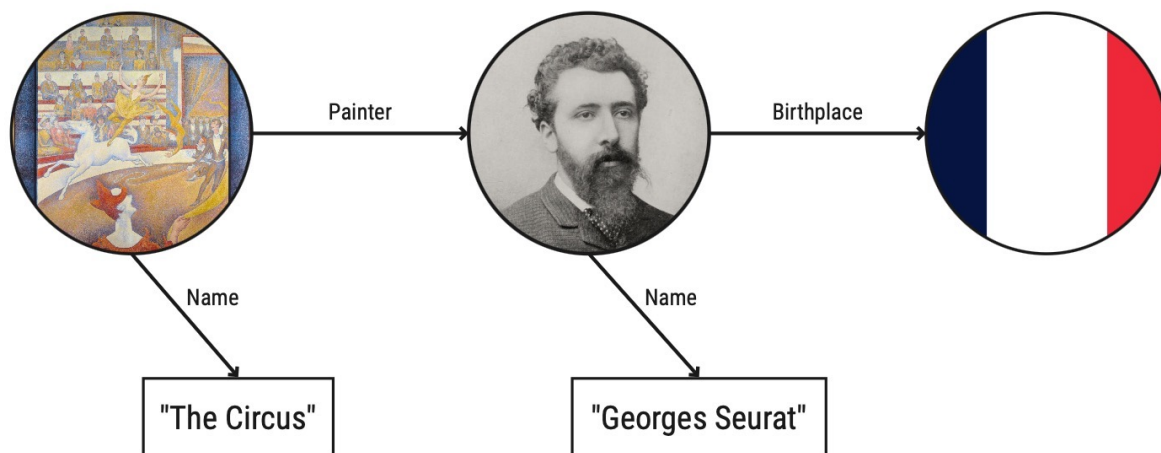 Painter
Birthplace
Name
Name
"The Circus"
"Georges Seurat"